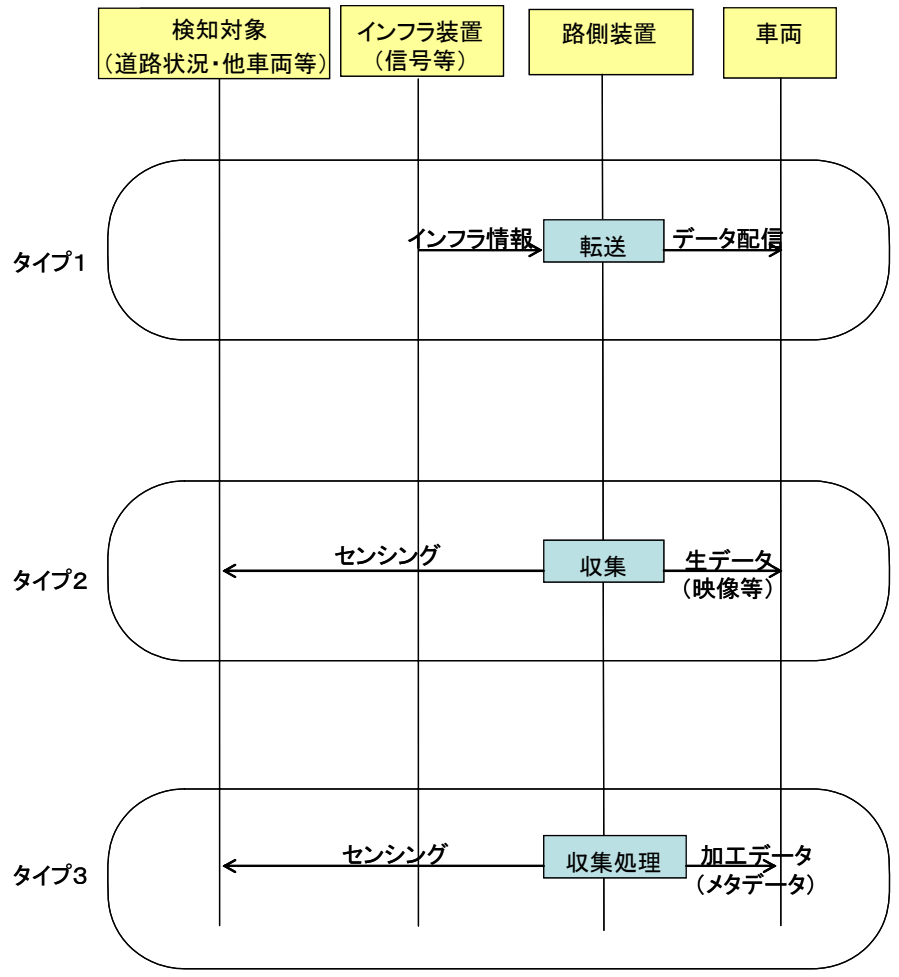 検知対象
（道路状況・他車両等）
インフラ装置
（信号等）
路側装置
車両
タイプ１
インフラ情報
転送
データ配信
タイプ２
センシング
収集
生データ
（映像等）
タイプ３
センシング
収集処理
加工データ
（メタデータ）